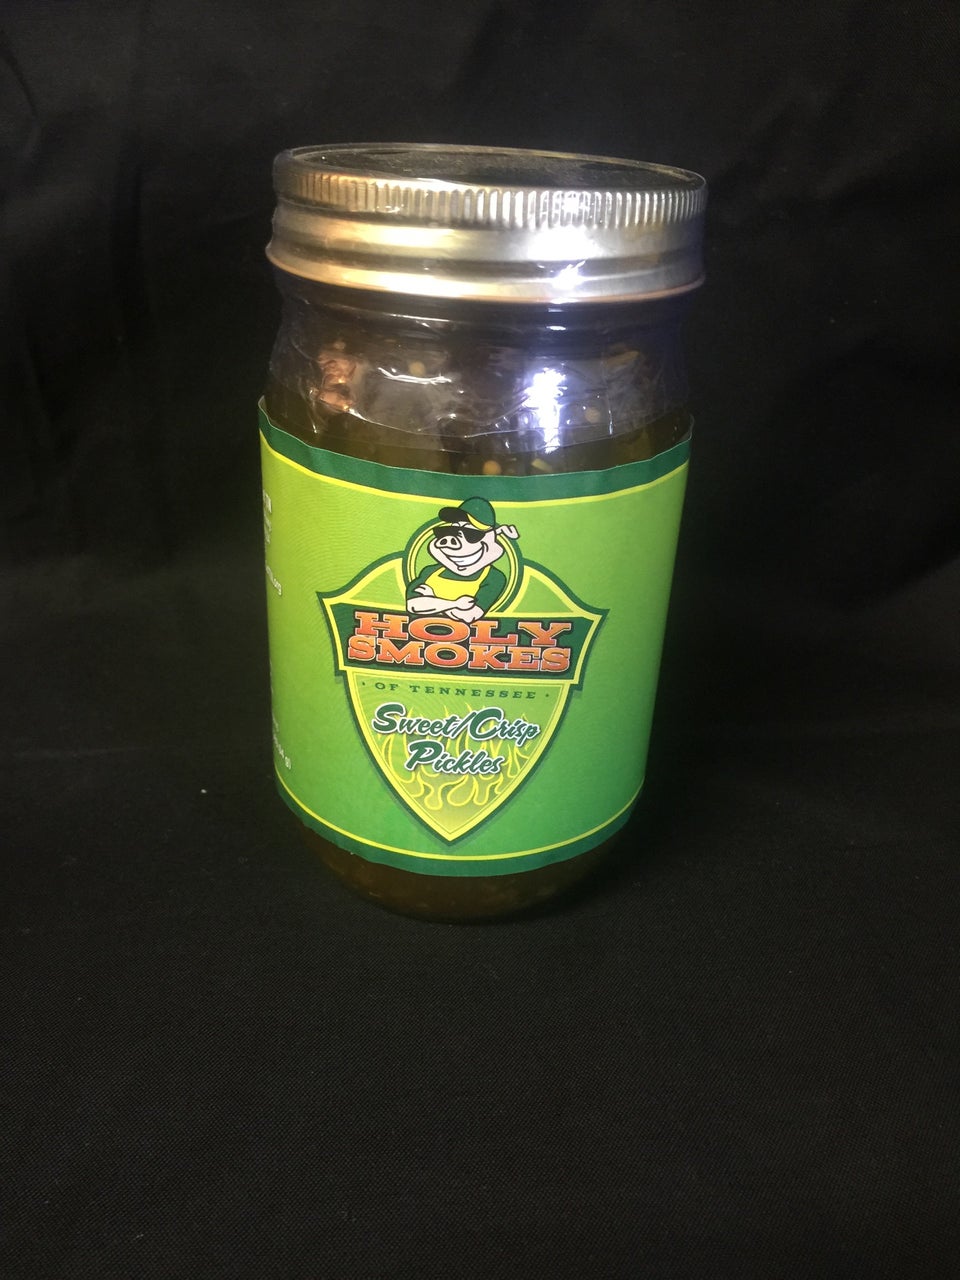 HOLY
SMOKES
• OF TENNESSEE •
Sweet/Crisp
Pickles